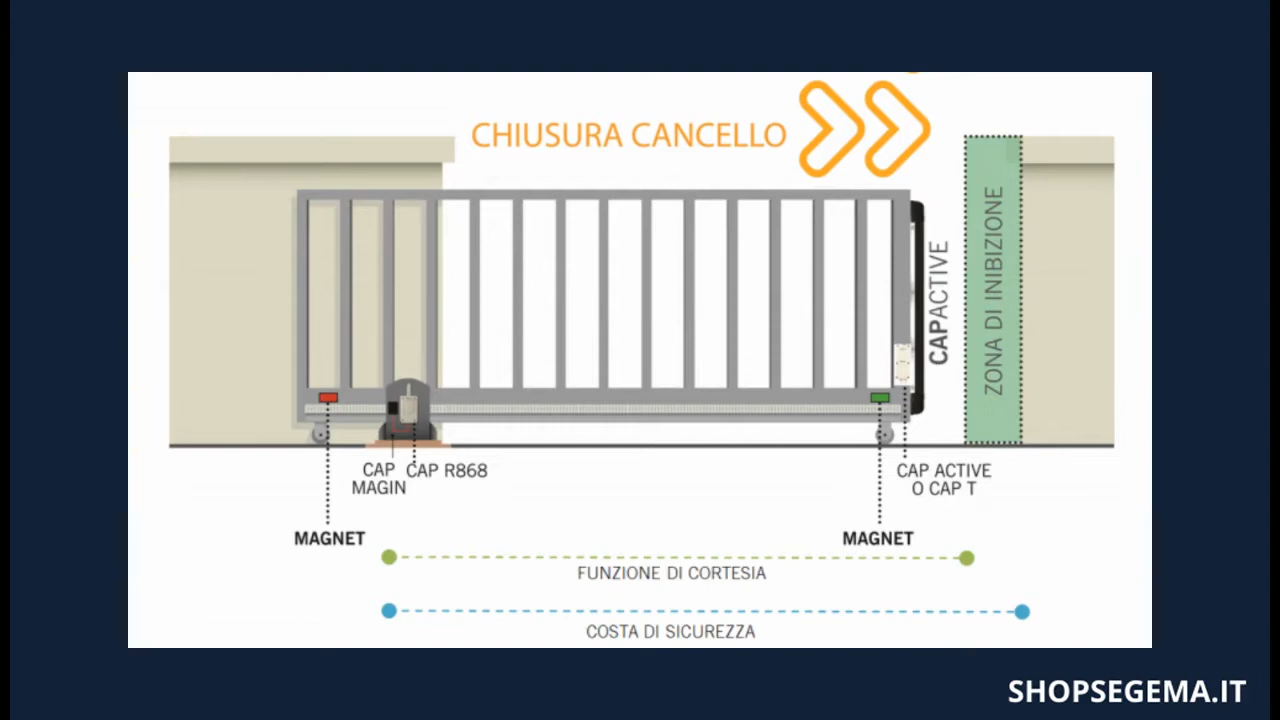 CHIUSURA CANCELLO
CAPACTIVE
ZONA DI INIBIZIONE
CAP MAGIN
CAP R868
CAP ACTIVE
O CAP T
MAGNET
MAGNET
FUNZIONE DI CORTESIA
COSTA DI SICUREZZA
SHOPSEGEMA.IT